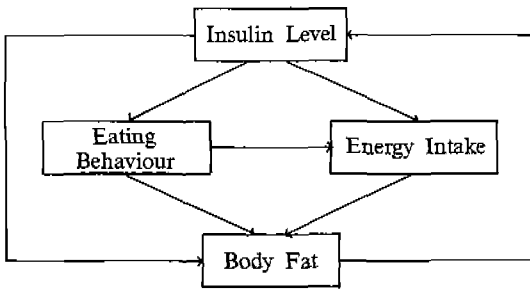 Insulin Level
Eating
Behaviour
Energy Intake
Body Fat